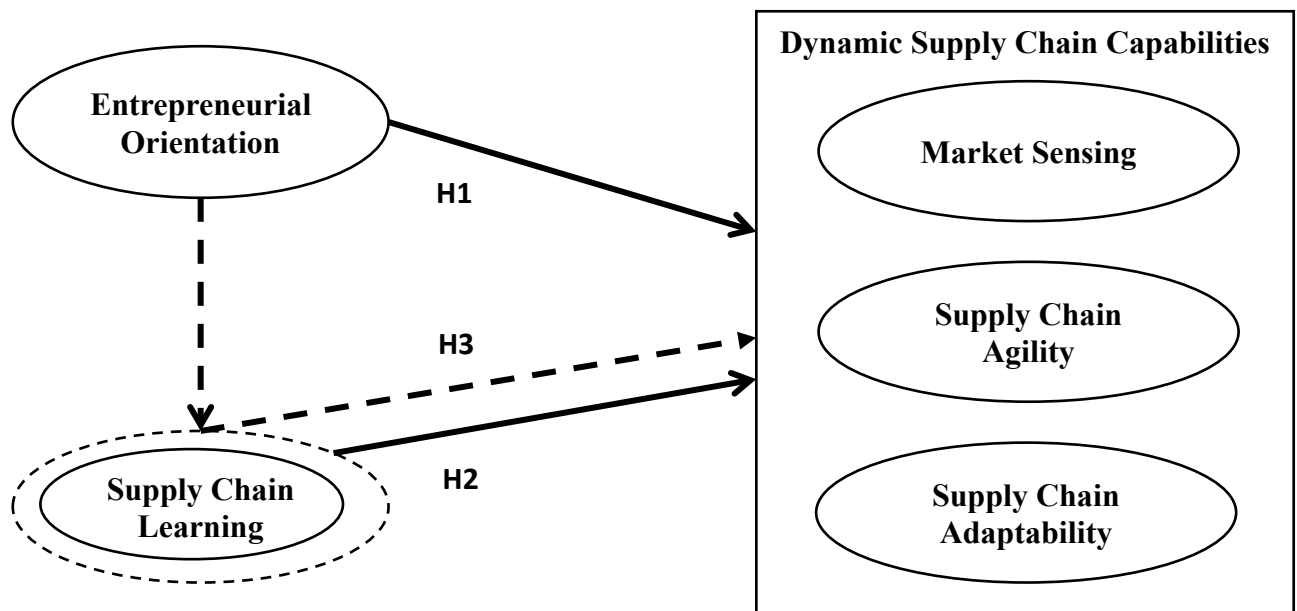 Dynamic Supply Chain Capabilities
Entrepreneurial
Orientation
Market Sensing
H1
Supply Chain
Agility
H3
H2
Supply Chain
Learning
Supply Chain
Adaptability